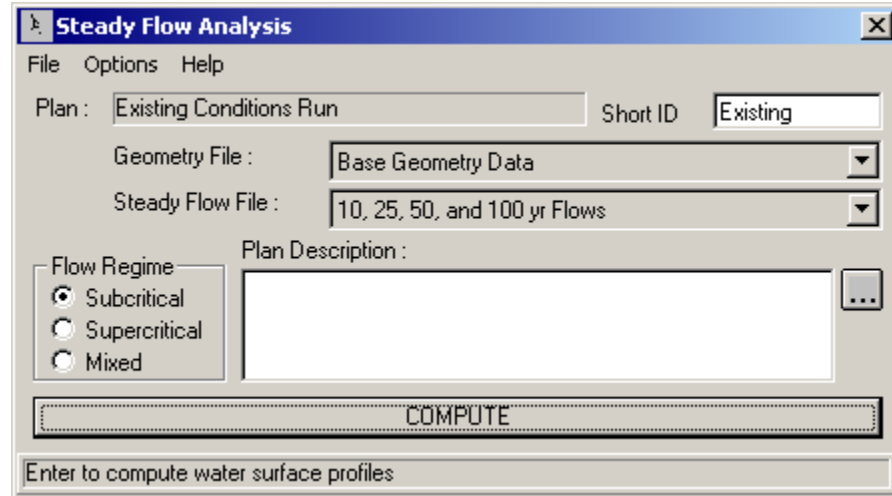 Steady Flow Analysis
File Options Help
Plan : Existing Conditions Run Short ID Existing
Geometry File : Base Geometry Data
Steady Flow File : 10, 25, 50, and 100 yr Flows
Plan Description :
Flow Regime
Subcritical
...
Supercritical
Mixed
COMPUTE
Enter to compute water surface profiles